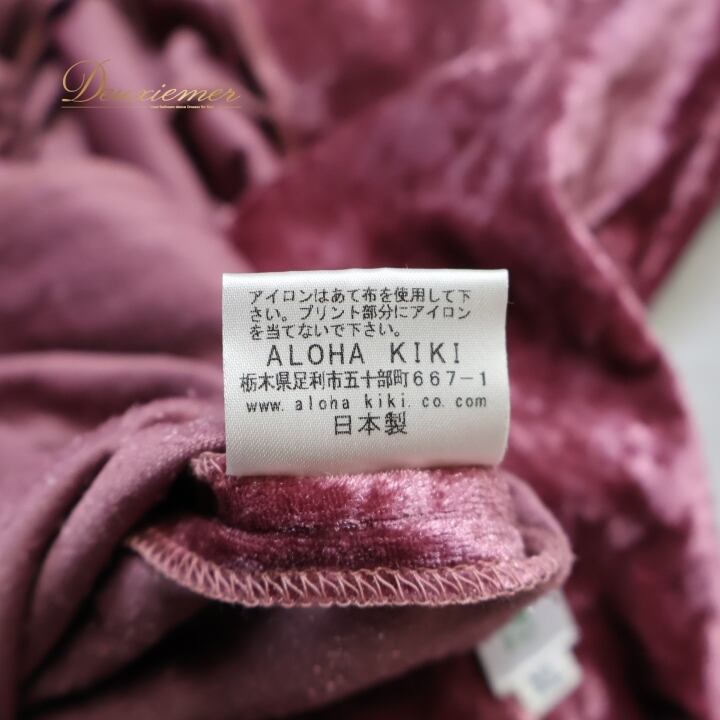 Deuxiemer
アイロンはあて布を使用して下
さい。プリント部分にアイロン
を当てないで下さい。
ALOHA KIKI
栃木県足利市五十部町667-1
www. aloha kiki. co. com
日本製